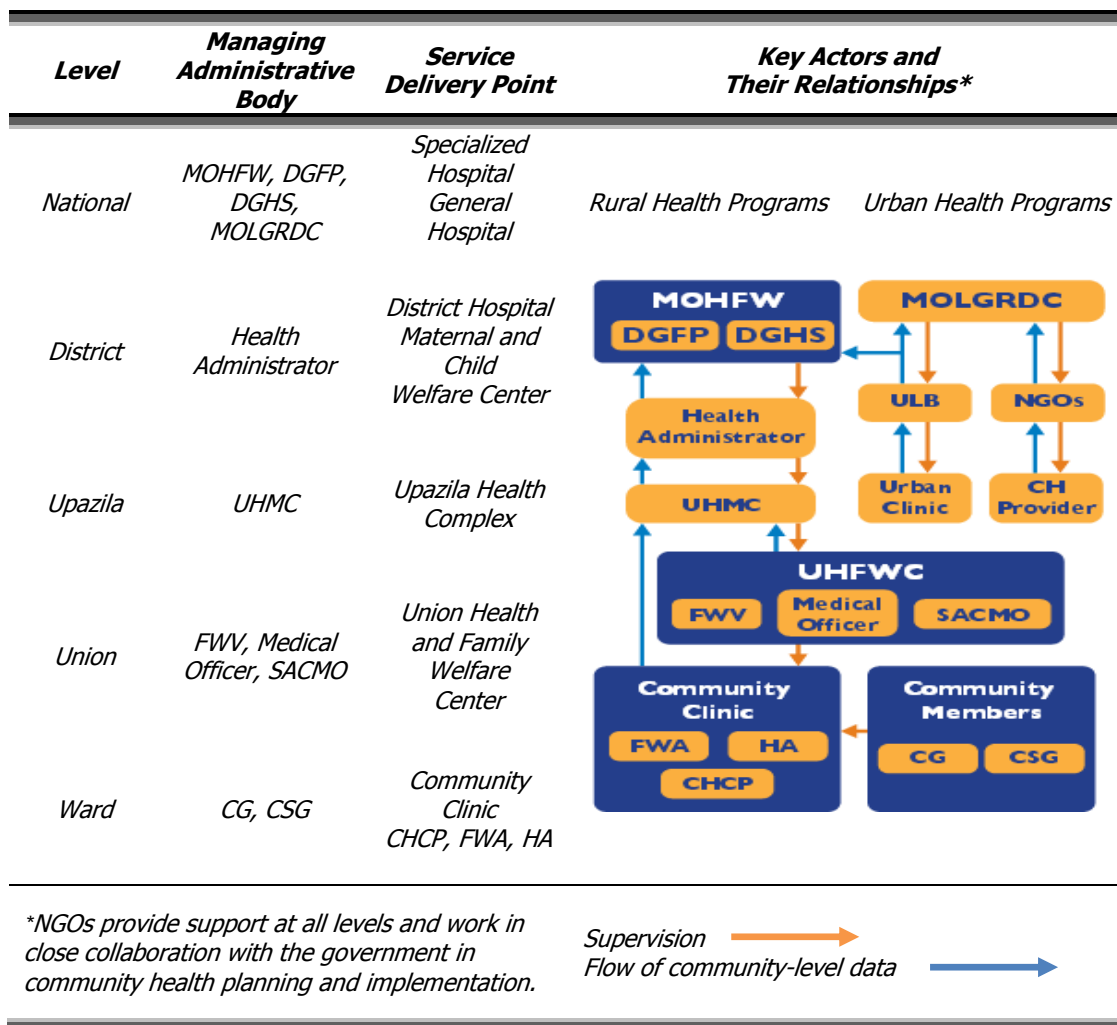 Level
Managing
Administrative
Body
Service
Delivery Point
Key Actors and
Their Relationships*
National
MOHFW, DGFP,
DGHS,
MOLGRDC
Specialized
Hospital
General
Hospital
Rural Health Programs
Urban Health Programs
District
Health
Administrator
District Hospital
Maternal and
Child
Welfare Center
Upazila
UHMC
Upazila Health
Complex
Union
FWV, Medical
Officer, SACMO
Union Health
and Family
Welfare
Center
Ward
CG, CSG
Community
Clinic
CHCP, FWA, HA
MOHFW
DGFP
DGHS
MOLGRDC
Health
Administrator
ULB
NGOs
UHMC
Urban
Clinic
CH
Provider
UHFWC
FWV
Medical
Officer
SACMO
Community
Clinic
FWA
HA
CHCP
Community
Members
CG
CSG
*NGOs provide support at all levels and work in
close collaboration with the government in
community health planning and implementation.
Supervision
Flow of community-level data